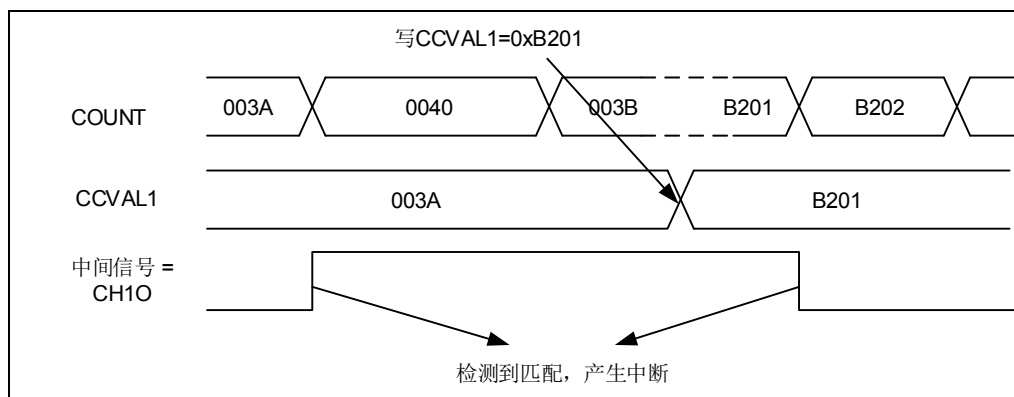 写CCVAL1=0xB201
COUNT 003A 0040 003B B201 B202
CCVAL1 003A B201
中间信号 =
CH1O
检测到匹配，产生中断